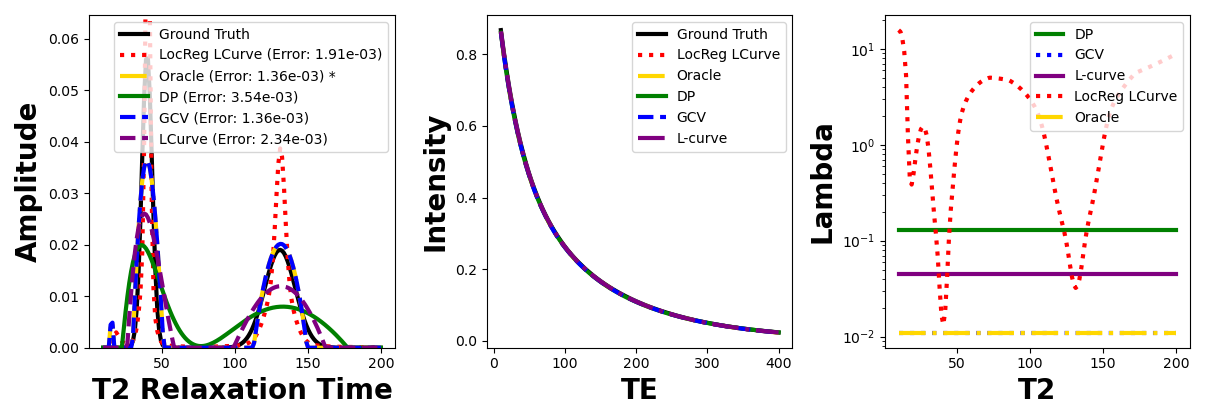 Amplitude
0.06
0.05
0.04
0.03
0.02
0.01
0.00
Ground Truth
LocReg LCurve (Error: 1.91e-03)
Oracle (Error: 1.36e-03) *
DP (Error: 3.54e-03)
GCV (Error: 1.36e-03)
LCurve (Error: 2.34e-03)
50 100 150 200
T2 Relaxation Time
Intensity
0.8
0.6
0.4
0.2
0.0
Ground Truth
LocReg LCurve
Oracle
DP
GCV
L-curve
0 100 200 300 400
TE
Lambda
10¹
10⁰
10⁻¹
10⁻²
DP
GCV
L-curve
LocReg LCurve
Oracle
50 100 150 200
T2